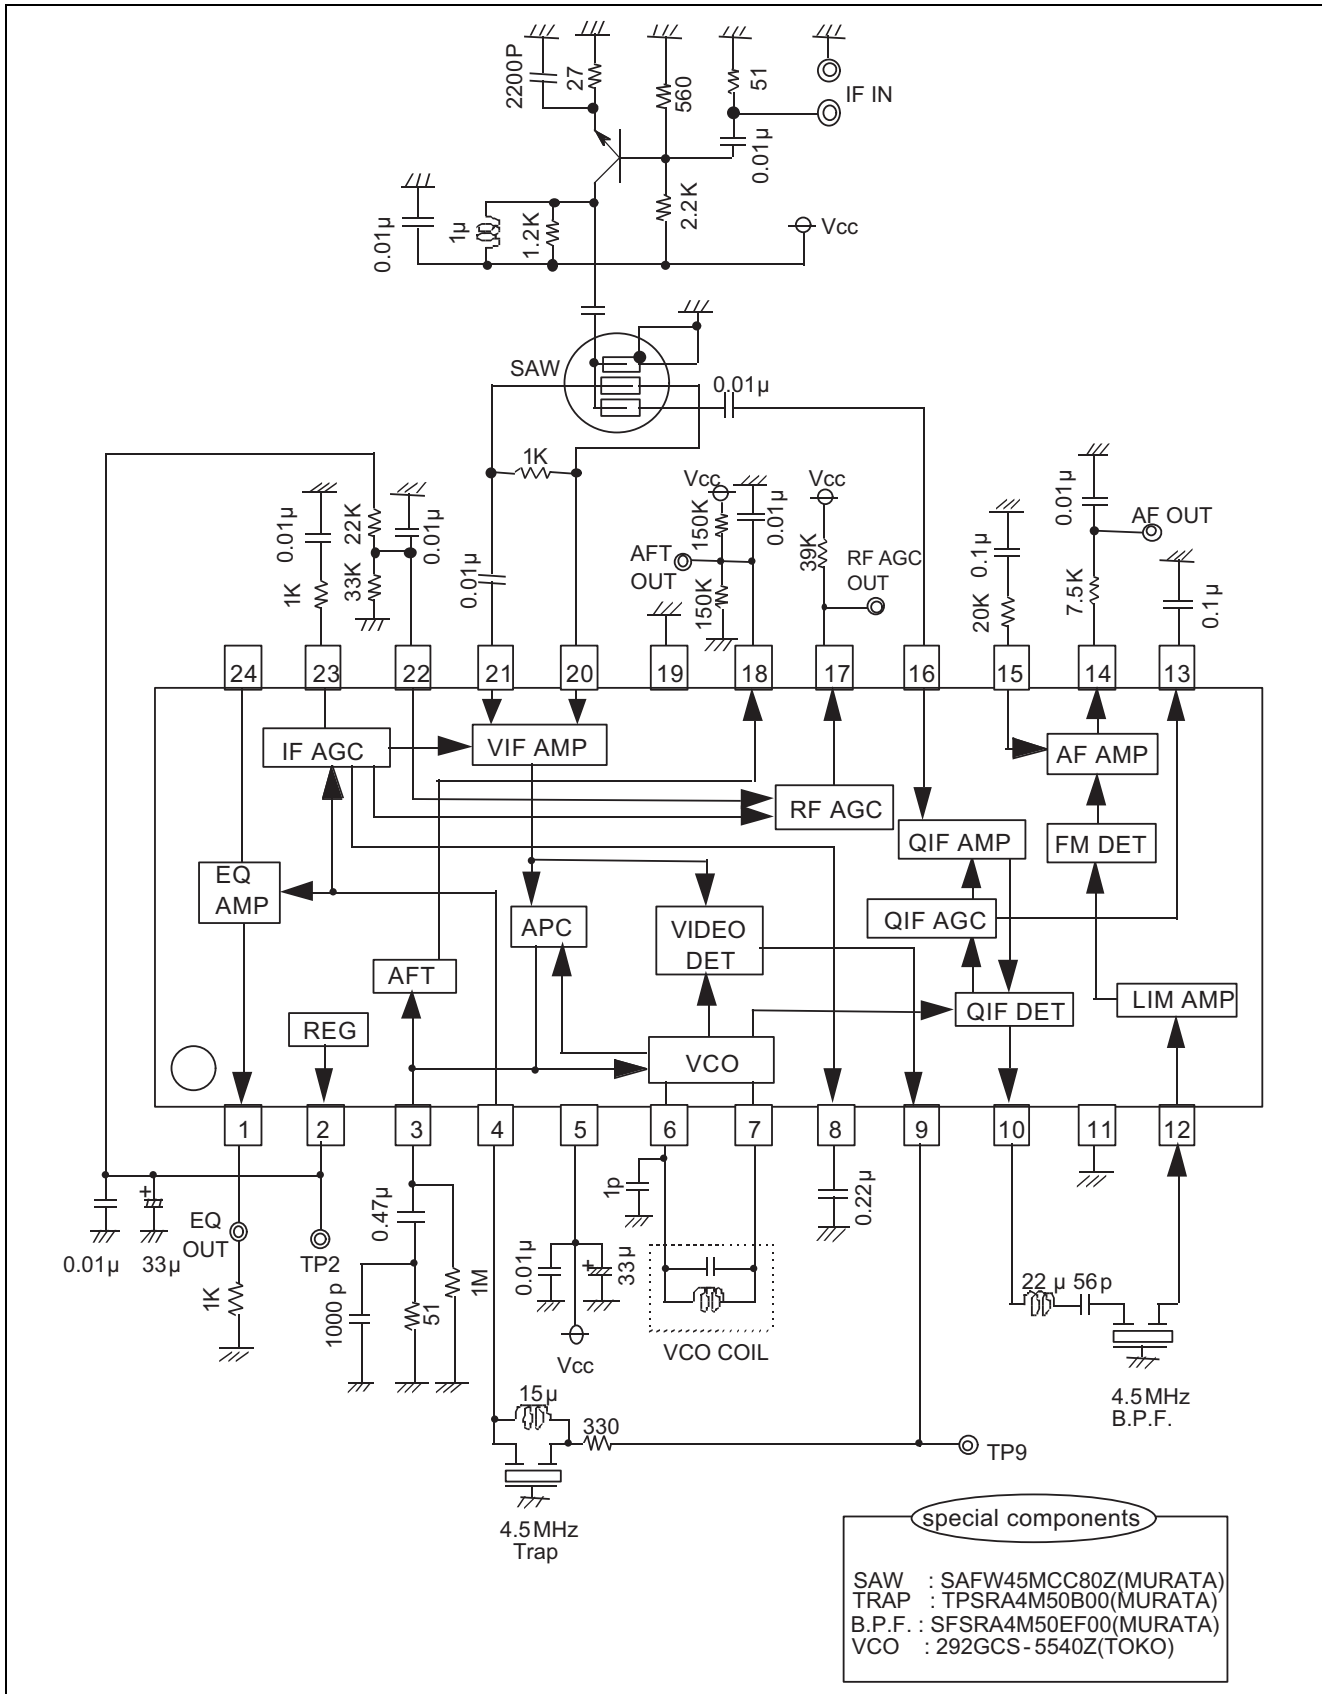 2200P
27
560
51
IF IN
0.01μ
0.01μ
1μ
1.2K
2.2K
Vcc
SAW
0.01μ
1K
0.01μ
22K
0.01μ
1K
33K
0.01μ
Vcc
150K
0.01μ
AFT
OUT
150K
Vcc
39K
RF AGC
OUT
0.1μ
20K
0.01μ
AF OUT
7.5K
0.1μ
24
23
22
21
20
19
18
17
16
15
14
13
IF AGC
VIF AMP
AF AMP
RF AGC
QIF AMP
FM DET
EQ
AMP
APC
VIDEO
DET
QIF AGC
AFT
QIF DET
LIM AMP
REG
VCO
1
2
3
4
5
6
7
8
9
10
11
12
0.01μ
33μ
EQ
OUT
1K
TP2
0.47μ
1000 p
51
1M
0.01μ
33μ
Vcc
1p
VCO COIL
0.22μ
22 μ
56p
4.5MHz
B.P.F.
15μ
330
TP9
4.5MHz
Trap
special components
SAW : SAFW45MCC80Z(MURATA)
TRAP : TPSRA4M50B00(MURATA)
B.P.F. : SFSRA4M50EF00(MURATA)
VCO : 292GCS-5540Z(TOKO)